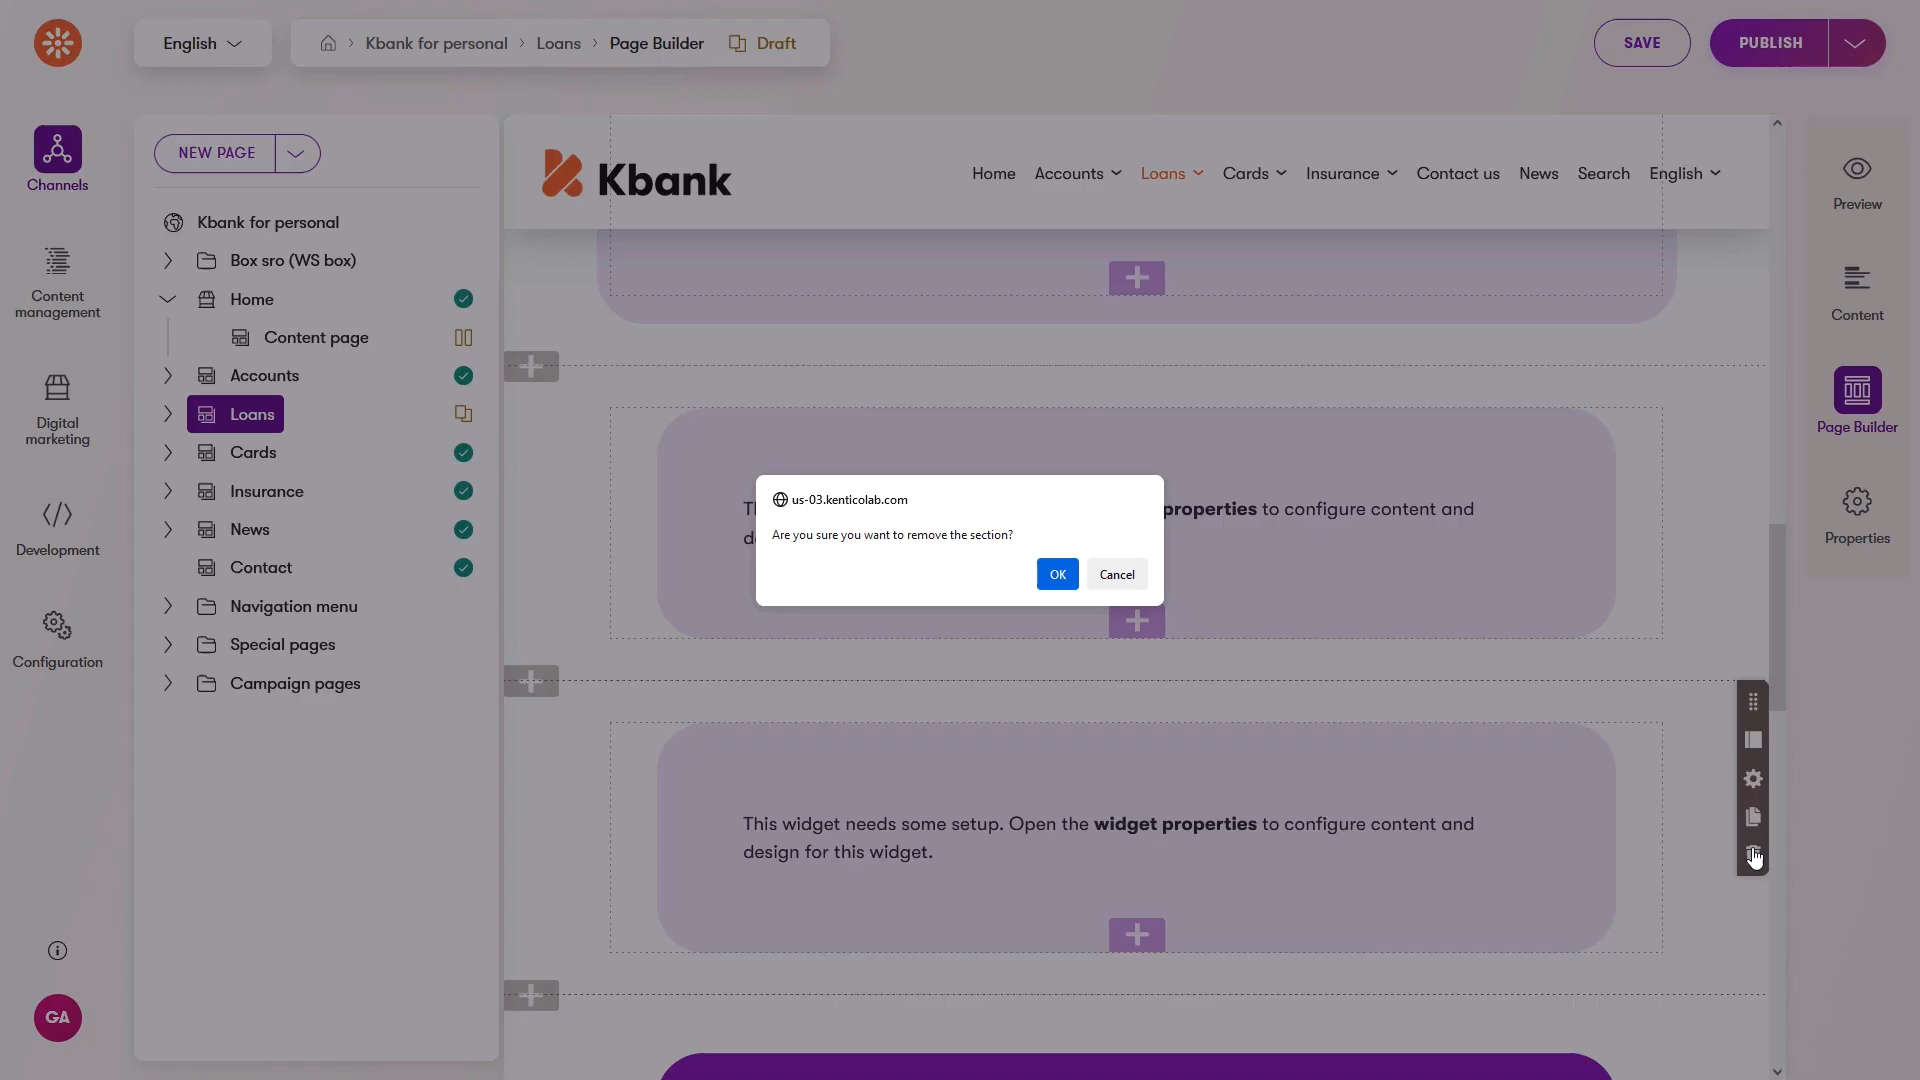 English
Kbank for personal
Loans
Page Builder
Draft
SAVE
PUBLISH
Channels
Content
management
Digital
marketing
Development
Configuration
GA
NEW PAGE
Kbank for personal
Box sro (WS box)
Home
Content page
Accounts
Loans
Cards
Insurance
News
Contact
Navigation menu
Special pages
Campaign pages
Kbank
Home
Accounts
Loans
Cards
Insurance
Contact us
News
Search
English
properties to configure content and
us-03.kenticolab.com
Are you sure you want to remove the section?
OK
Cancel
This widget needs some setup. Open the widget properties to configure content and
design for this widget.
Preview
Content
Page Builder
Properties